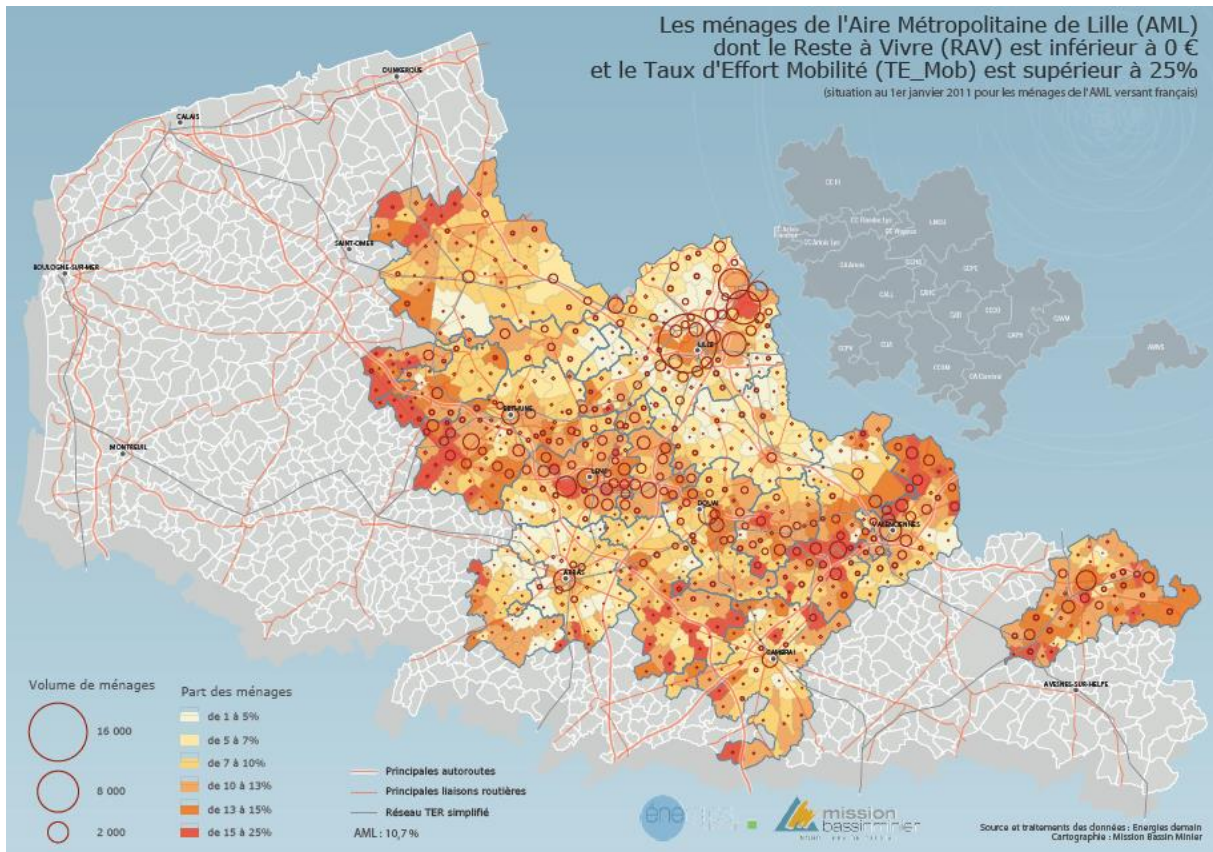 Les ménages de l'Aire Métropolitaine de Lille (AML)
dont le Reste à Vivre (RAV) est inférieur à 0 €
et le Taux d'Effort Mobilité (TE_Mob) est supérieur à 25%
(situation au 1er janvier 2011 pour les ménages de l'AML versant français)
DUNKERQUE
CALAIS
SAINT-OMER
BOULOGNE-SUR-MER
LILLE
BETHUNE
MONTREUIL
LENS
DOUAI
VALENCIENNES
ARRAS
CAMBRAI
AVESNES-SUR-HELPE
LMCU
AMVS
Volume de ménages
16 000
8 000
2 000
Part des ménages
de 1 à 5%
de 5 à 7%
de 7 à 10%
de 10 à 13%
de 13 à 15%
de 15 à 25%
Principales autoroutes
Principales liaisons routières
Réseau TER simplifié
AML : 10,7%
mission
bassin minier
Source et traitements des données : Energies demain
Cartographie : Mission Bassin Minier